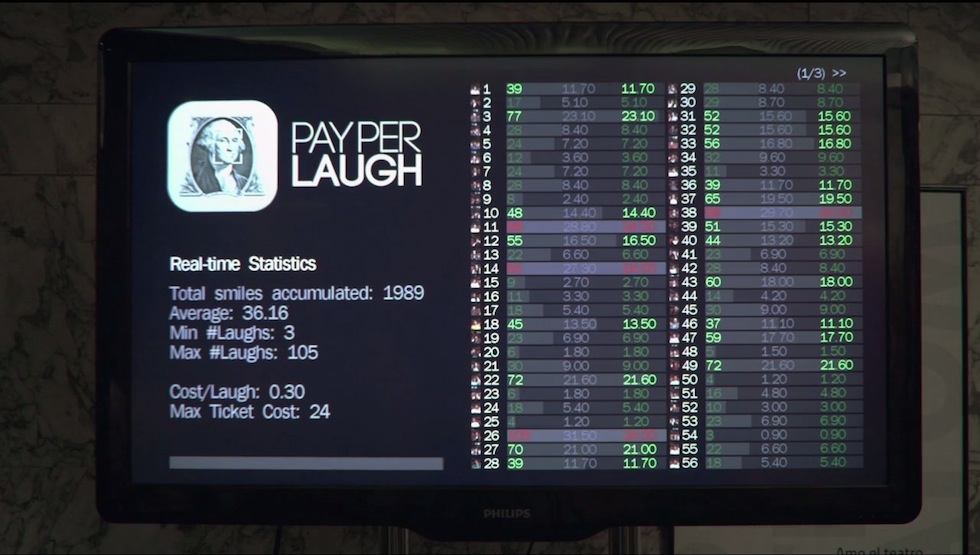 (1/3) >>
PAY PER
LAUGH
Real-time Statistics
Total smiles accumulated: 1989
Average: 36.16
Min #Laughs: 3
Max #Laughs: 105
Cost/Laugh: 0.30
Max Ticket Cost: 24
1 39 11.70 11.70
2 17 5.10 5.10
3 77 23.10 23.10
4 28 8.40 8.40
5 24 7.20 7.20
6 12 3.60 3.60
7 24 7.20 7.20
8 28 8.40 8.40
9 8 2.40 2.40
10 48 14.40 14.40
11 28.80
12 55 16.50 16.50
13 22 6.60 6.60
14 27.30
15 9 2.70 2.70
16 11 3.30 3.30
17 18 5.40 5.40
18 45 13.50 13.50
19 23 6.90 6.90
20 6 1.80 1.80
21 30 9.00 9.00
22 72 21.60 21.60
23 6 1.80 1.80
24 18 5.40 5.40
25 4 1.20 1.20
26 31.50
27 70 21.00 21.00
28 39 11.70 11.70
29 28 8.40 8.40
30 29 8.70 8.70
31 52 15.60 15.60
32 52 15.60 15.60
33 56 16.80 16.80
34 32 9.60 9.60
35 11 3.30 3.30
36 39 11.70 11.70
37 65 19.50 19.50
38 29.70
39 51 15.30 15.30
40 44 13.20 13.20
41 23 6.90 6.90
42 28 8.40 8.40
43 60 18.00 18.00
44 14 4.20 4.20
45 30 9.00 9.00
46 37 11.10 11.10
47 59 17.70 17.70
48 5 1.50 1.50
49 72 21.60 21.60
50 4 1.20 1.20
51 16 4.80 4.80
52 10 3.00 3.00
53 23 6.90 6.90
54 3 0.90 0.90
55 22 6.60 6.60
56 18 5.40 5.40
PHILIPS
Amo el teatro